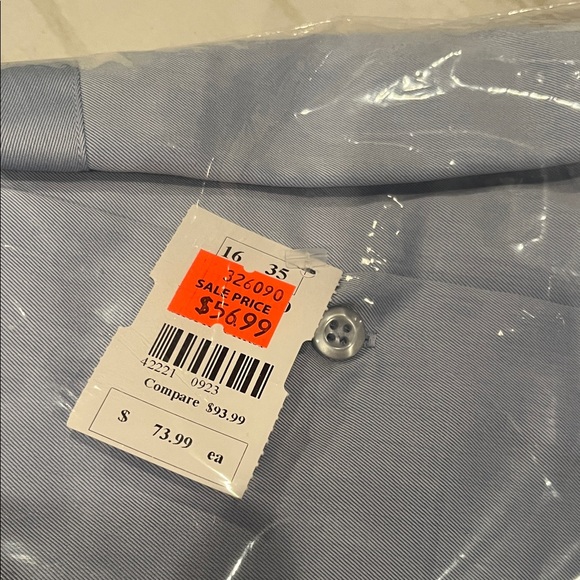 16 35
326090
SALE PRICE
$56.99
42221 0923
Compare $93.99
$ 73.99 ea